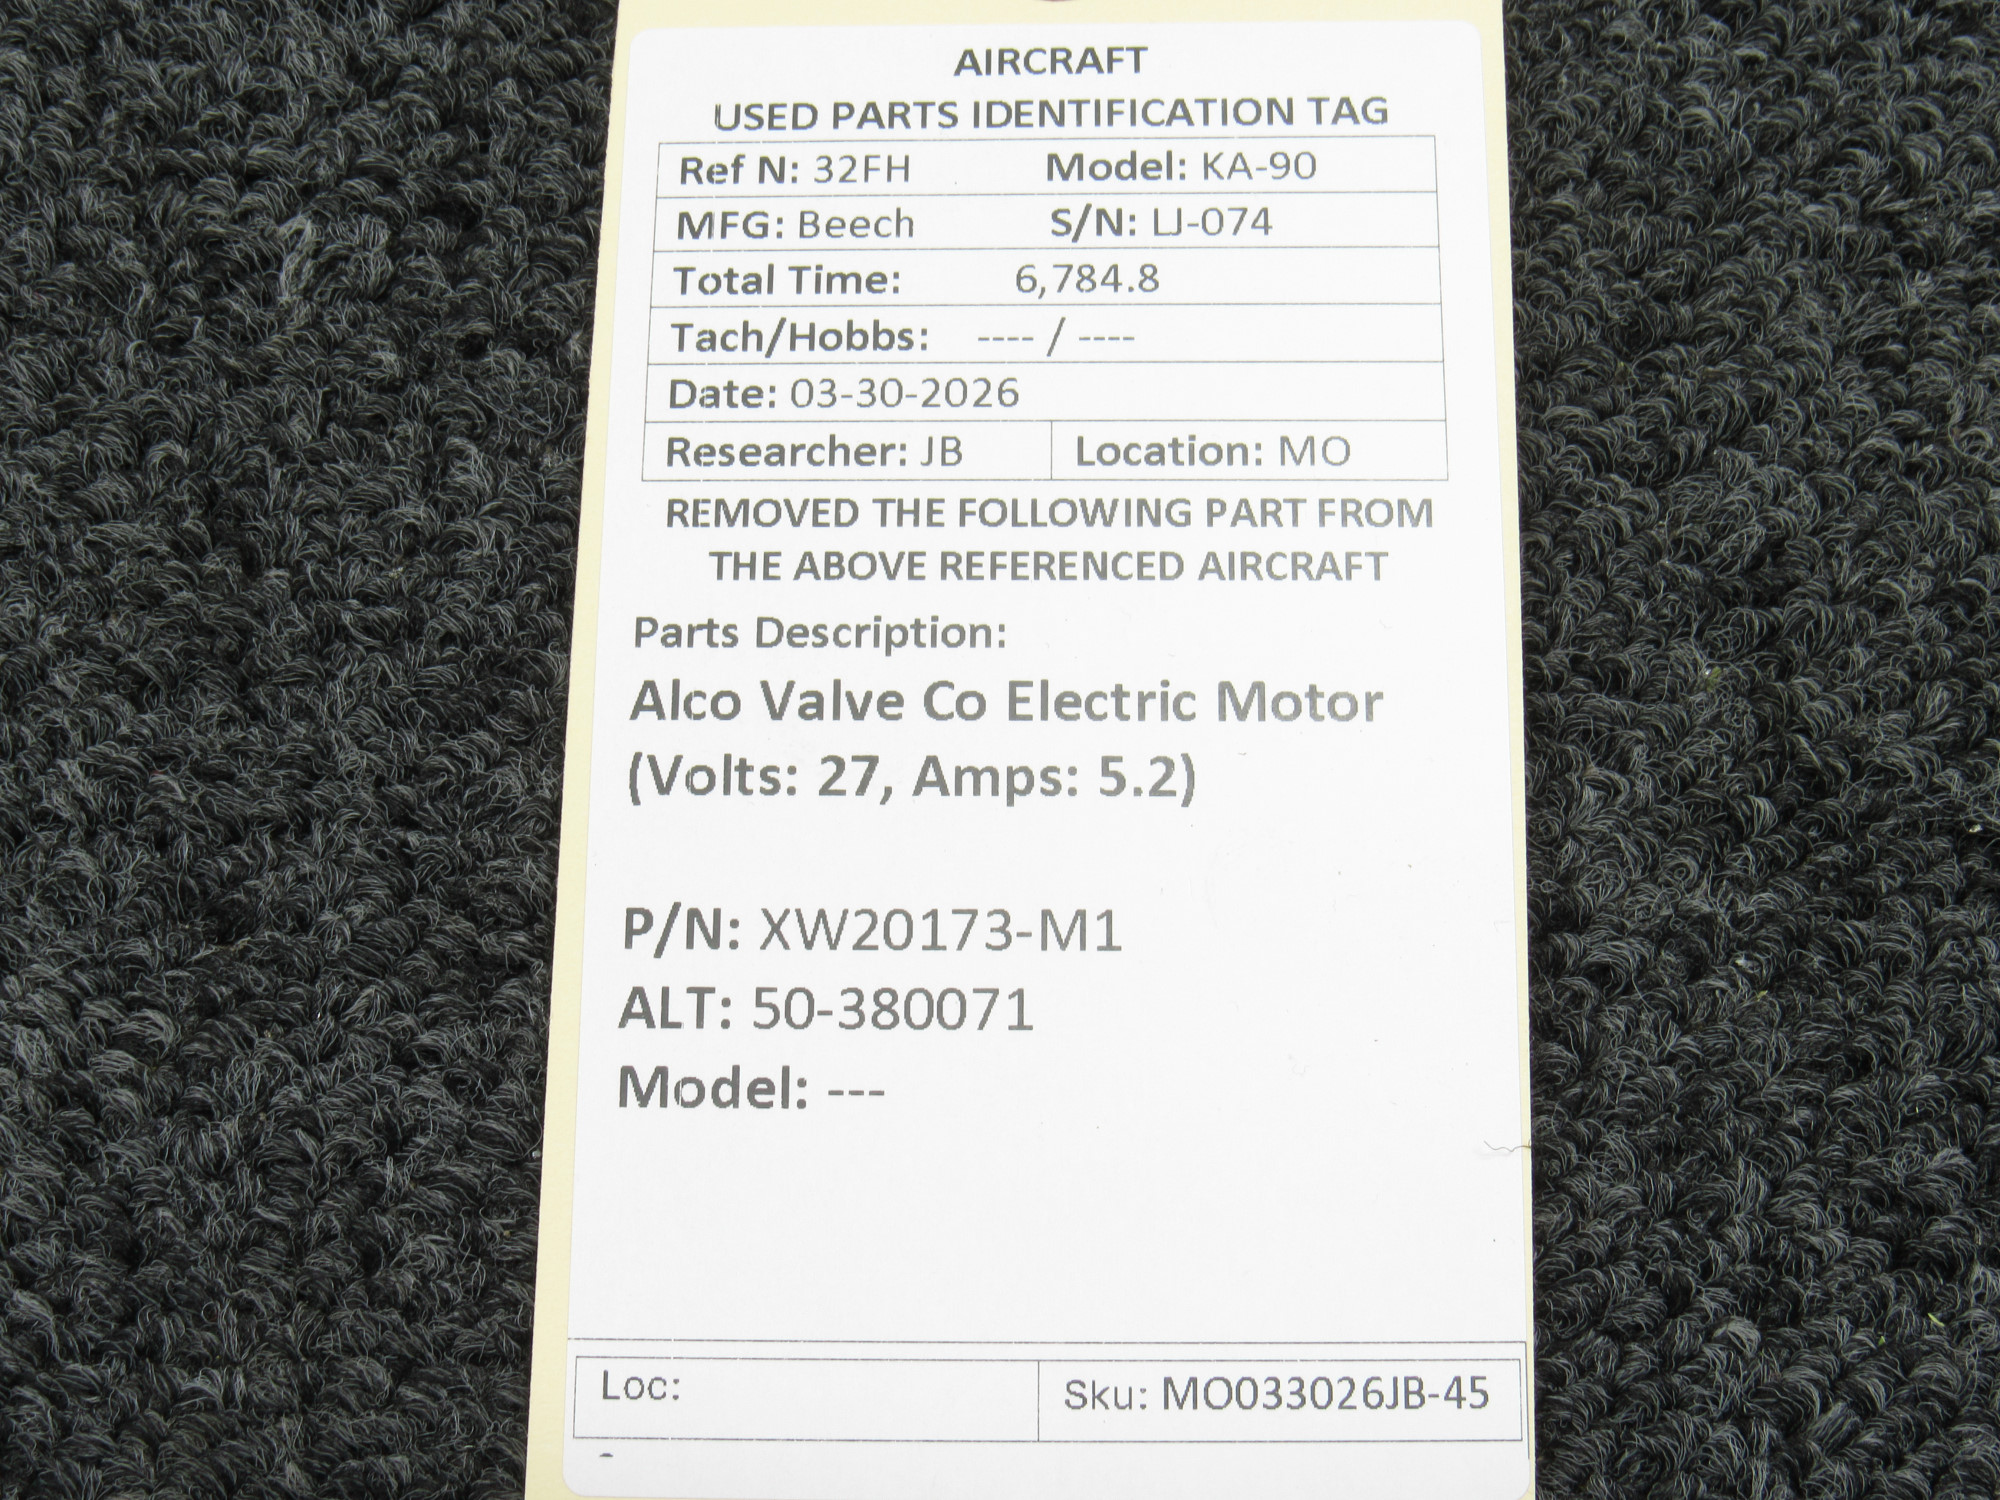 AIRCRAFT
USED PARTS IDENTIFICATION TAG
Ref N: 32FH Model: KA-90
MFG: Beech S/N: LJ-074
Total Time: 6,784.8
Tach/Hobbs: ---- / ----
Date: 03-30-2026
Researcher: JB Location: MO
REMOVED THE FOLLOWING PART FROM
THE ABOVE REFERENCED AIRCRAFT
Parts Description:
Alco Valve Co Electric Motor
(Volts: 27, Amps: 5.2)
P/N: XW20173-M1
ALT: 50-380071
Model: ---
Loc: Sku: MO033026JB-45